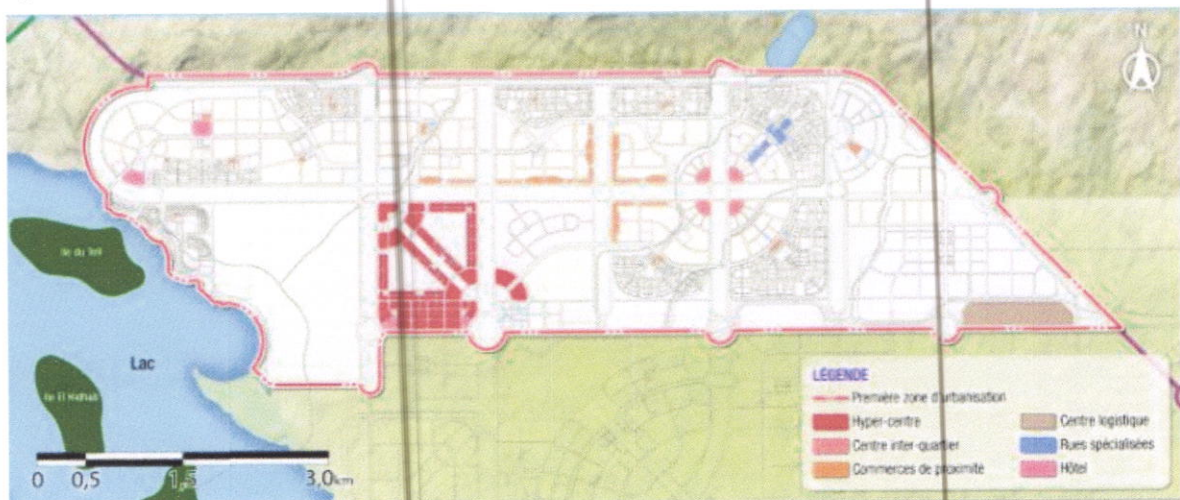 N
Ile du Tell
Lac
Ile El Hidhab
0 0,5 1,5 3,0km
LÉGENDE
Première zone d'urbanisation
Hyper-centre
Centre inter-quartier
Commerces de proximité
Centre logistique
Rues spécialisées
Hôtel